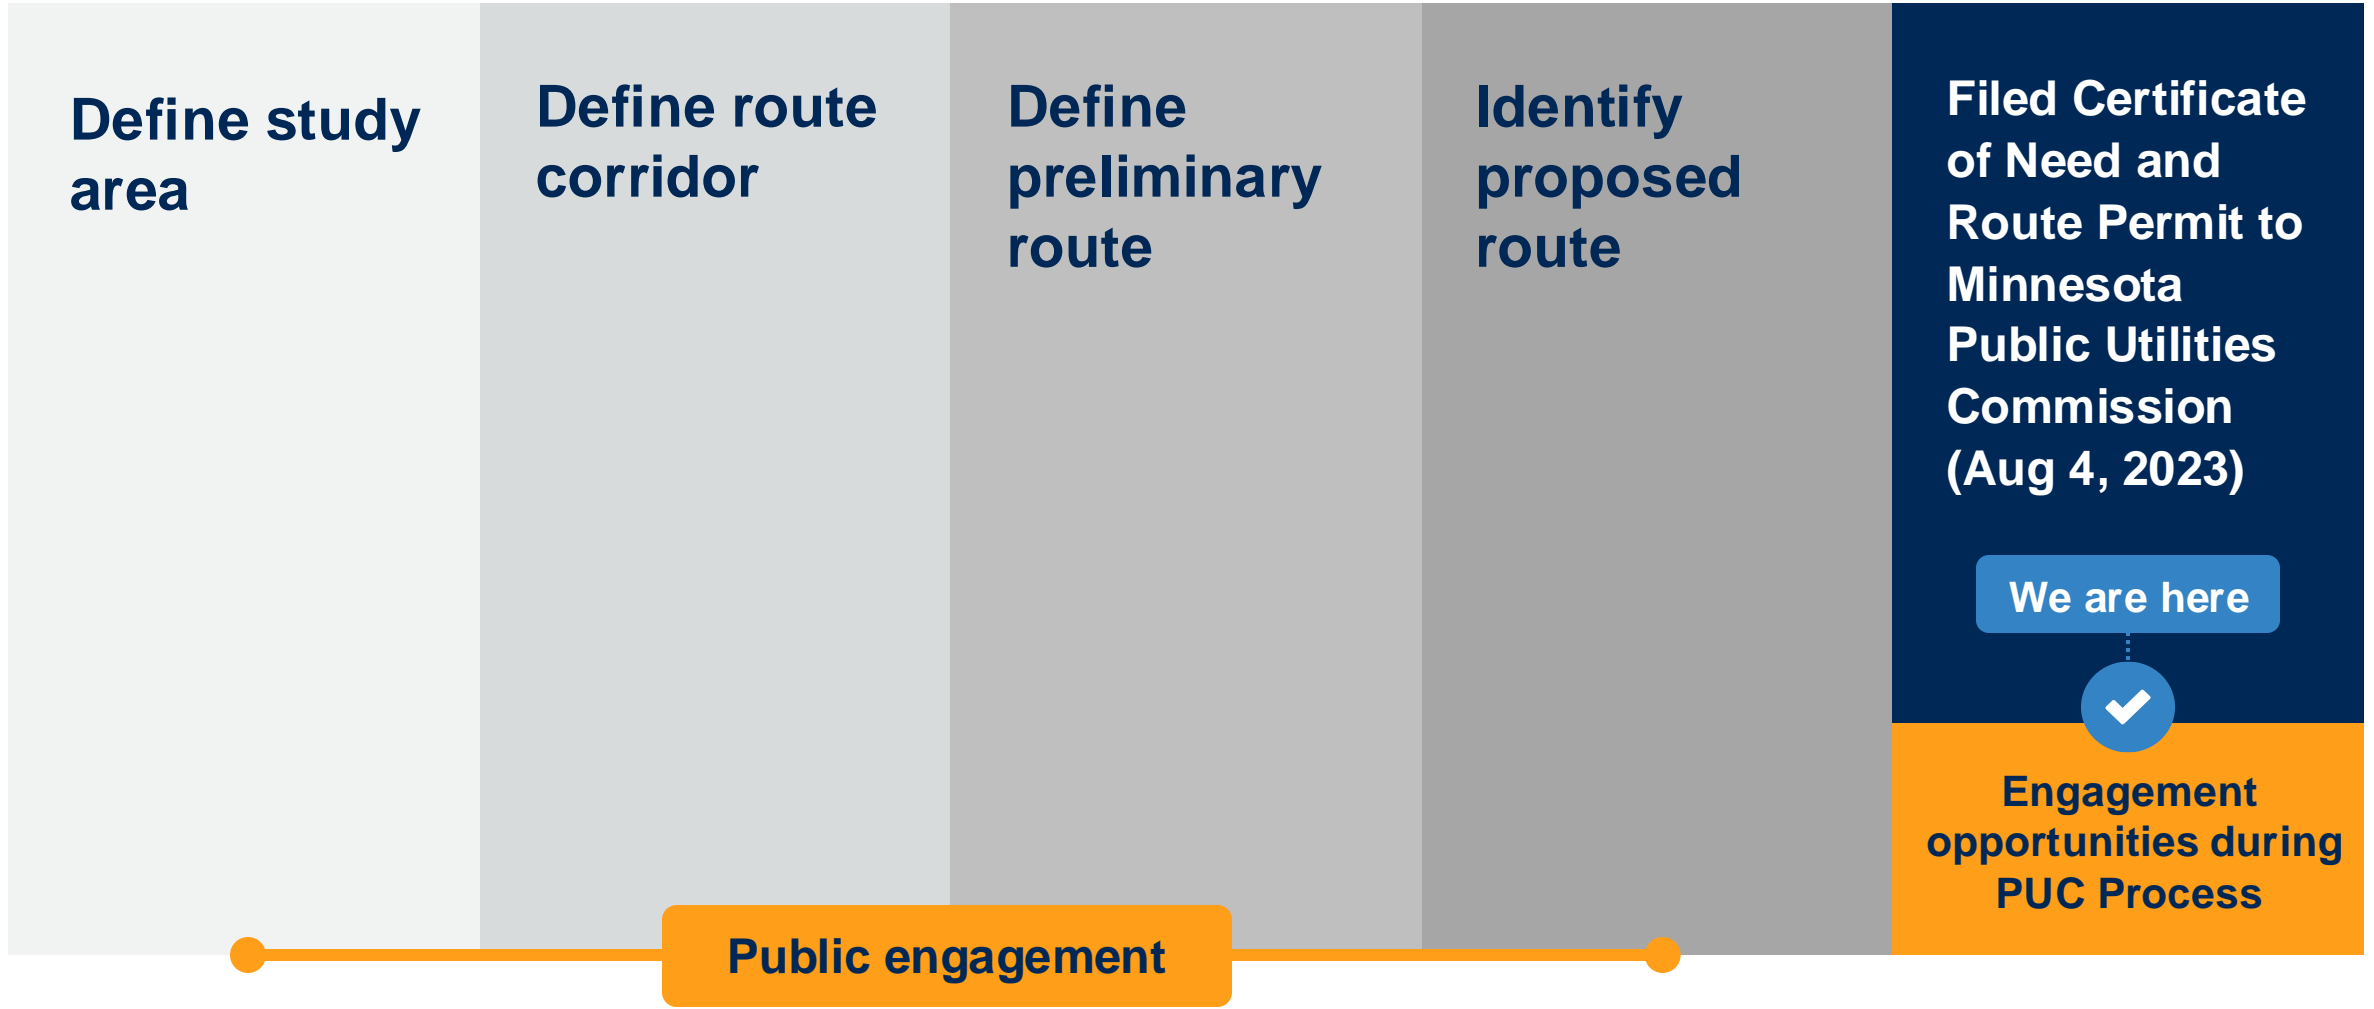 Define study
area
Define route
corridor
Define
preliminary
route
Identify
proposed
route
Filed Certificate
of Need and
Route Permit to
Minnesota
Public Utilities
Commission
(Aug 4, 2023)
We are here
Engagement
opportunities during
PUC Process
Public engagement